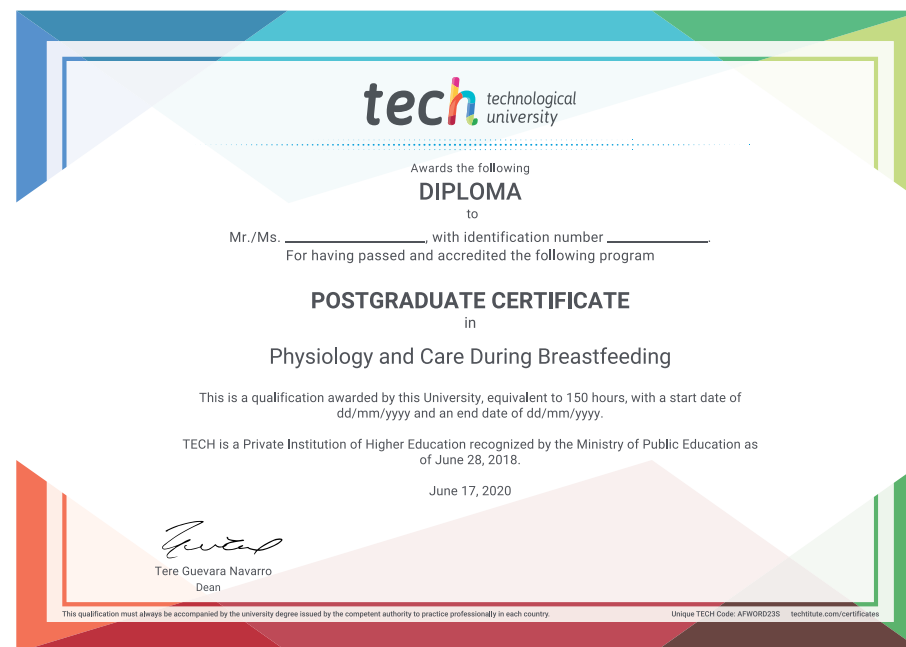 tech technological
university
Awards the following
DIPLOMA
to
Mr./Ms. ____________________, with identification number ______________.
For having passed and accredited the following program
POSTGRADUATE CERTIFICATE
in
Physiology and Care During Breastfeeding
This is a qualification awarded by this University, equivalent to 150 hours, with a start date of
dd/mm/yyyy and an end date of dd/mm/yyyy.
TECH is a Private Institution of Higher Education recognized by the Ministry of Public Education as
of June 28, 2018.
June 17, 2020
Tere Guevara Navarro
Dean
This qualification must always be accompanied by the university degree issued by the competent authority to practice professionally in each country. Unique TECH Code: AFWORD23S techtitute.com/certificates